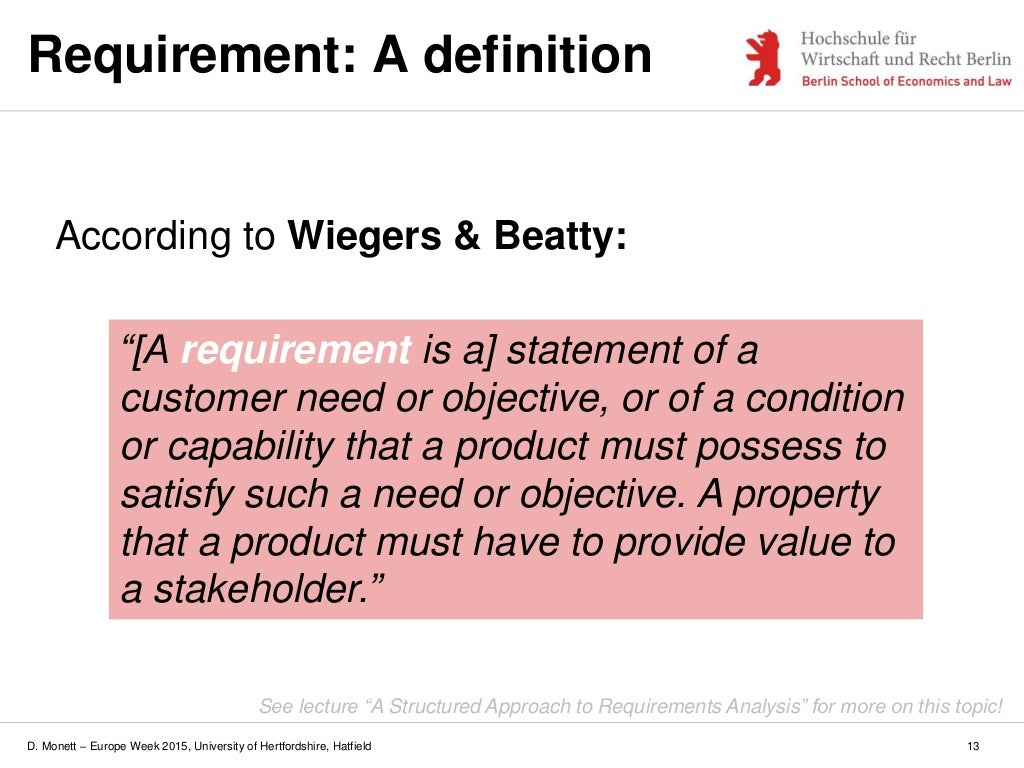 Requirement: A definition
Hochschule für
Wirtschaft und Recht Berlin
Berlin School of Economics and Law
According to Wiegers & Beatty:
“[A requirement is a] statement of a
customer need or objective, or of a condition
or capability that a product must possess to
satisfy such a need or objective. A property
that a product must have to provide value to
a stakeholder.”
See lecture “A Structured Approach to Requirements Analysis” for more on this topic!
D. Monett – Europe Week 2015, University of Hertfordshire, Hatfield
13